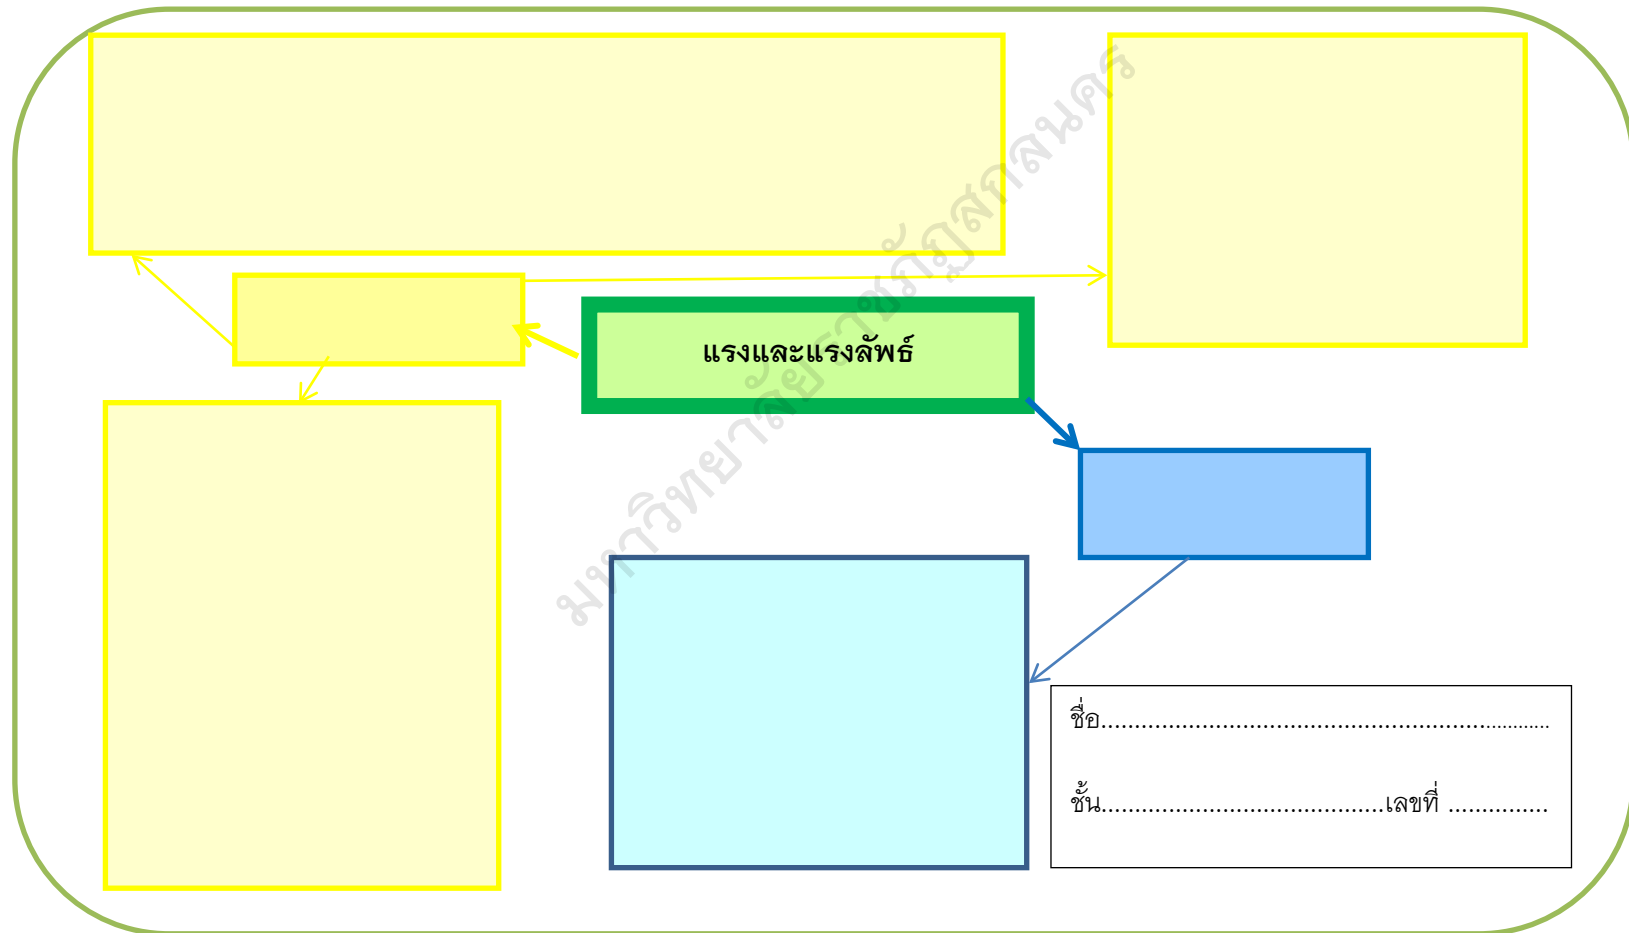 แรงและแรงลัพธ์
มหาวิทยาลัยราชภัฏสกลนคร
ชื่อ....................................................................
ชั้น..........................................เลขที่ ...............